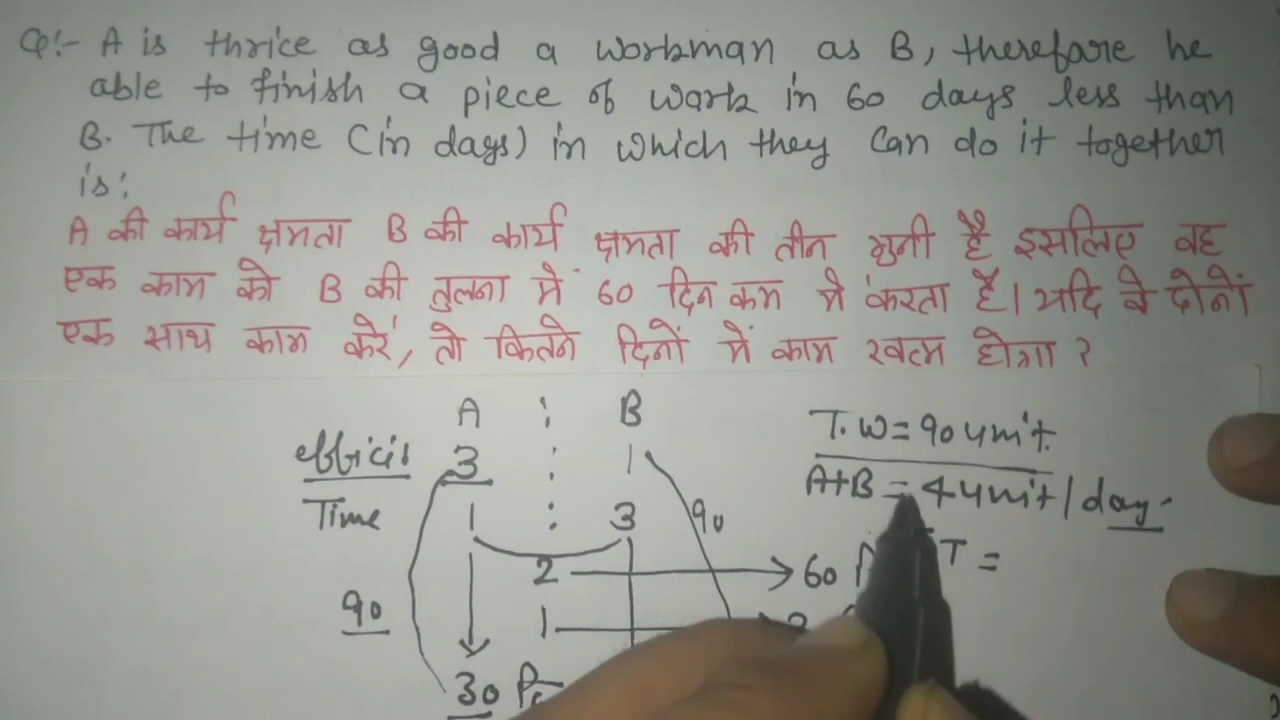 Q:- A is thrice as good a workman as B, therefore he
able to finish a piece of work in 60 days less than
B. The time (in days) in which they can do it together
is:
A की कार्य क्षमता B की कार्य क्षमता की तीन गुनी है इसलिए वह
एक काम को B की तुलना में 60 दिन कम मे करता है। यदि वे दोनों
एक साथ काम करें, तो कितने दिनों में काम खत्म होगा ?
A : B
3 : 1
Time 1 : 3
90
2 → 60
90
1
30
T.W = 90 unit
A+B = 4 unit/day
T =